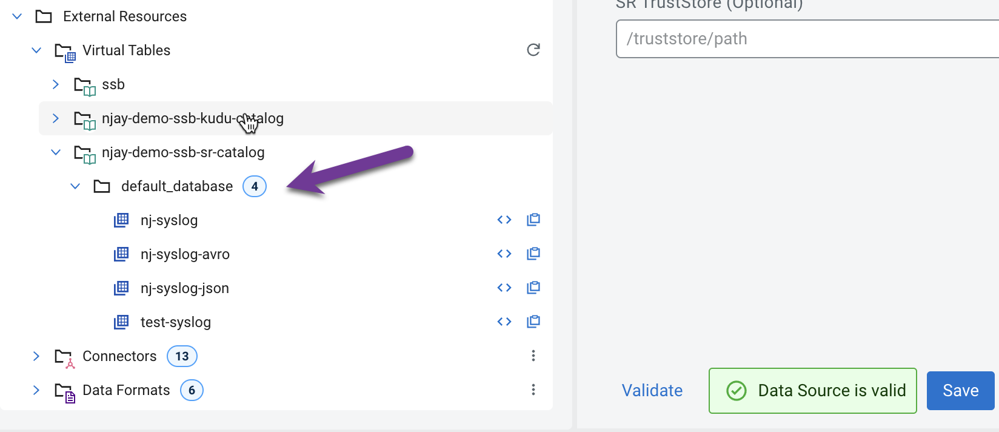 External Resources
Virtual Tables
ssb
njay-demo-ssb-kudu-catalog
njay-demo-ssb-sr-catalog
default_database 4
nj-syslog
nj-syslog-avro
nj-syslog-json
test-syslog
Connectors 13
Data Formats 6
SR TrustStore (Optional)
/truststore/path
Validate
Data Source is valid
Save